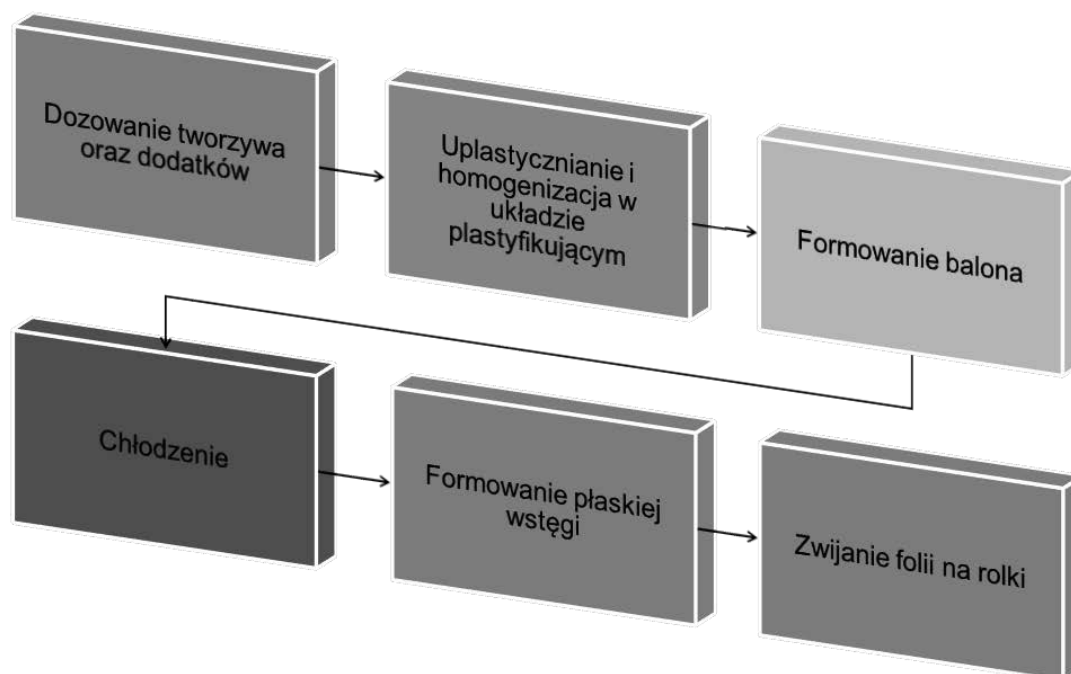 Dozowanie tworzywa
oraz dodatków
Uplastycznianie i
homogenizacja w
układzie
plastyfikującym
Formowanie balona
Chłodzenie
Formowanie płaskiej
wstęgi
Zwijanie folii na rolki